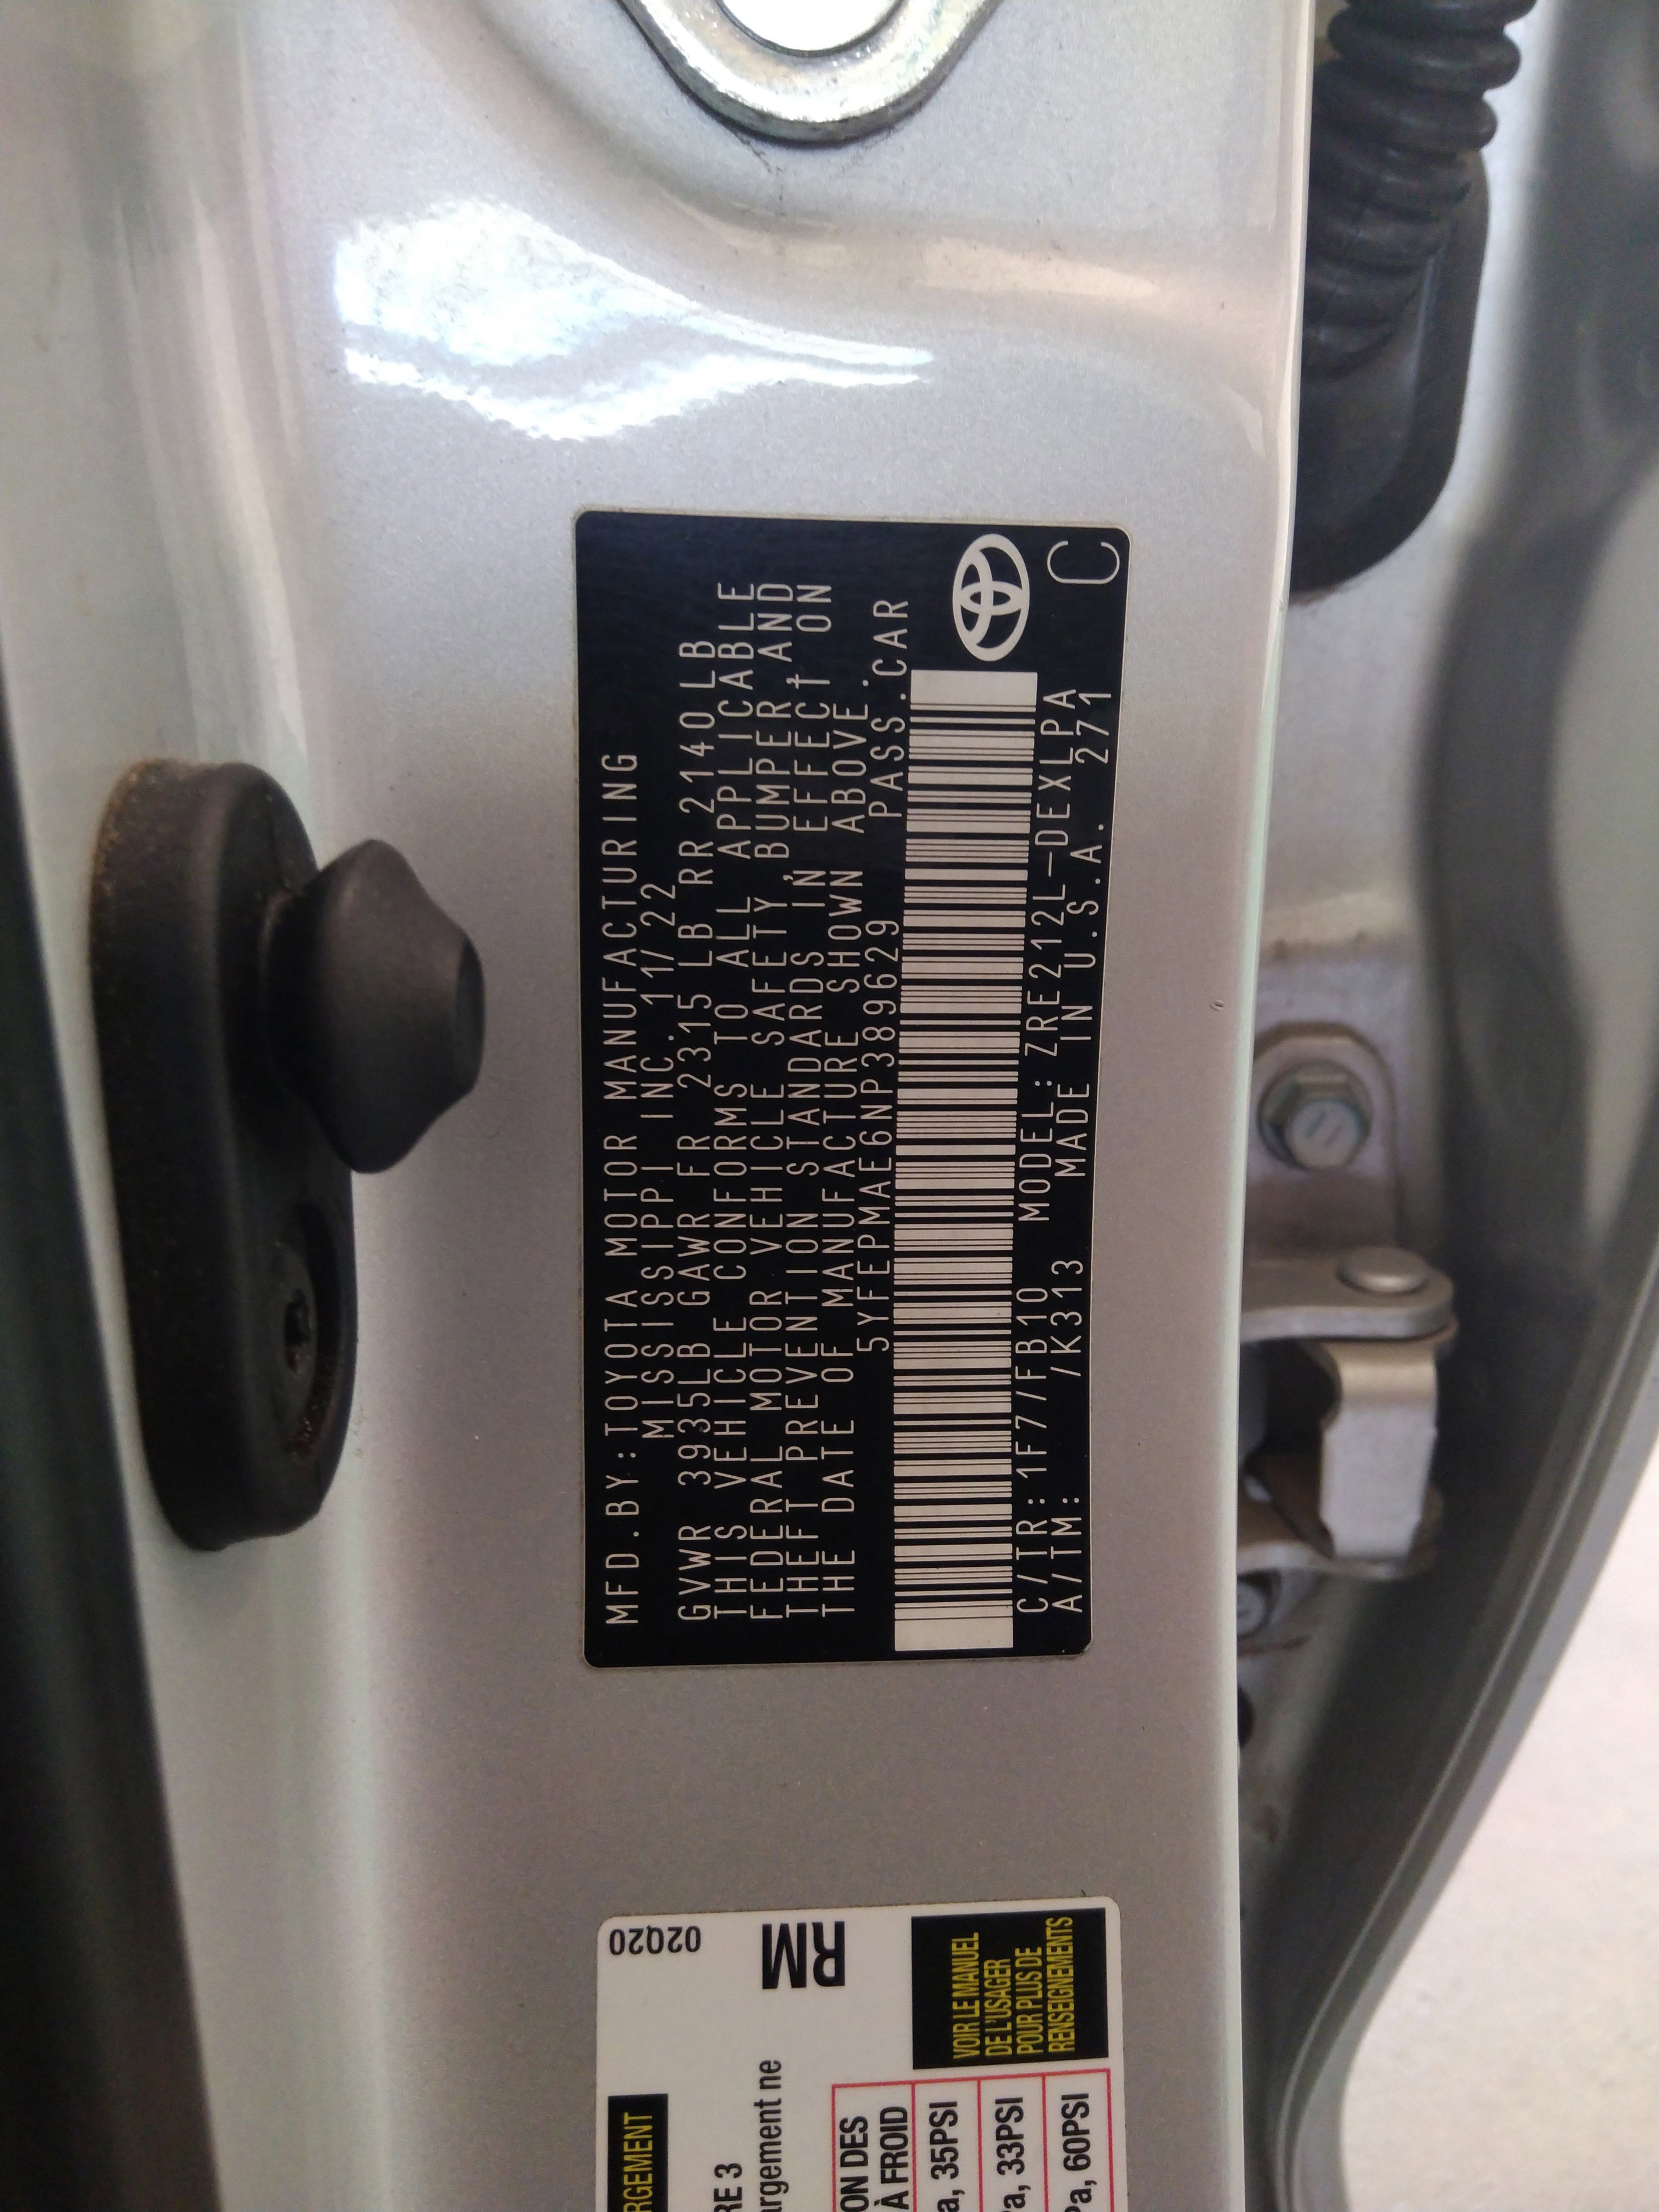 MFD.BY:TOYOTA MOTOR MANUFACTURING
MISSISSIPPI INC. 11/22
GVWR 3935LB GAWR FR 2315 LB RR 2140LB
THIS VEHICLE CONFORMS TO ALL APPLICABLE
FEDERAL MOTOR VEHICLE SAFETY, BUMPER, AND
THEFT PREVENTION STANDARDS IN EFFECT ON
THE DATE OF MANUFACTURE SHOWN ABOVE.
5YFEPMAE6NP389629 PASS.CAR
C/TR: 1F7/FB10 MODEL: ZRE212L-DEXLPA
A/TM: /K313 MADE IN U.S.A. 271 C
02Q20
RM
VOIR LE MANUEL
DE L'USAGER
POUR PLUS DE
RENSEIGNEMENTS
RGEMENT
RE 3
argement ne
ON DES
À FROID
a, 35PSI
a, 33PSI
Pa, 60PSI